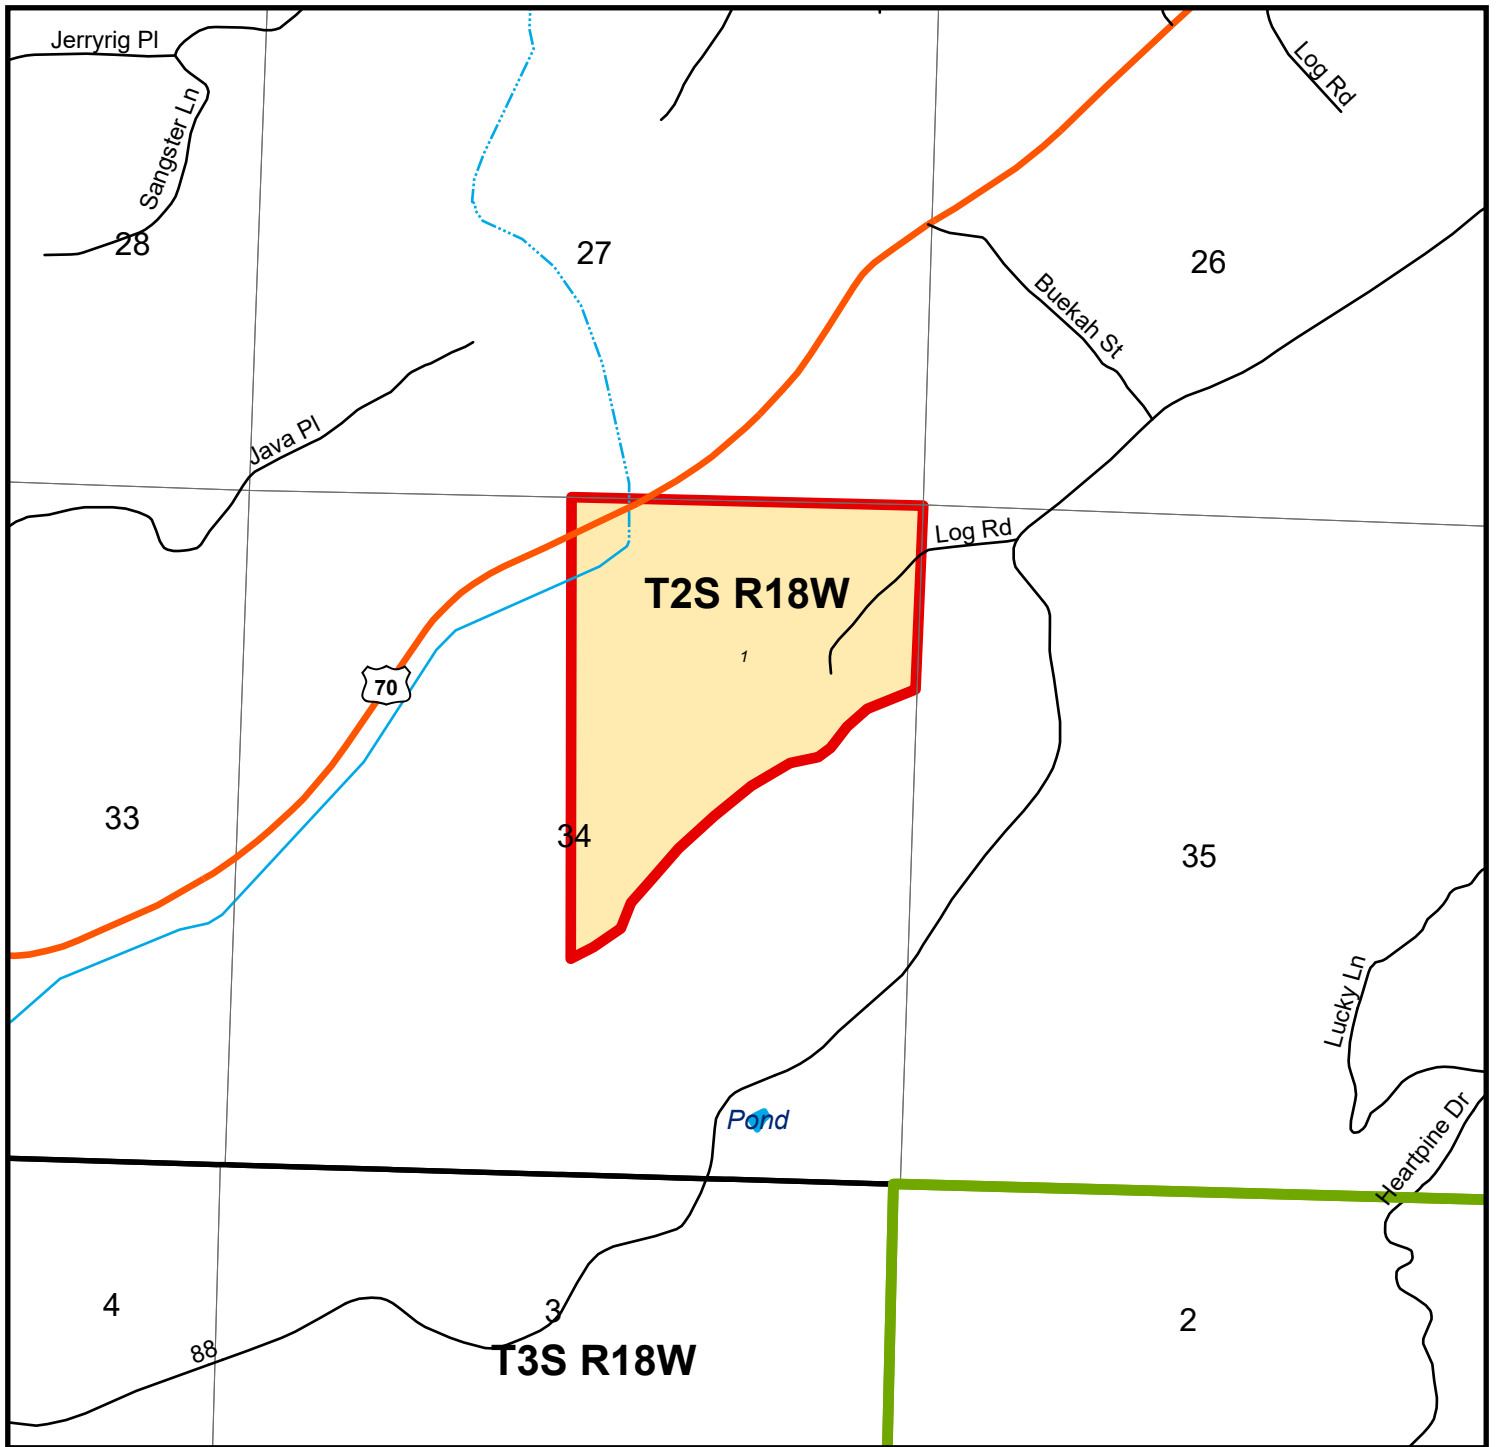 Jerryrig Pl
Log Rd
Sangster Ln
28
27
26
Buekah St
Java Pl
Log Rd
T2S R18W
1
70
33
34
35
Lucky Ln
Pond
Heartpine Dr
4
3
2
88
T3S R18W